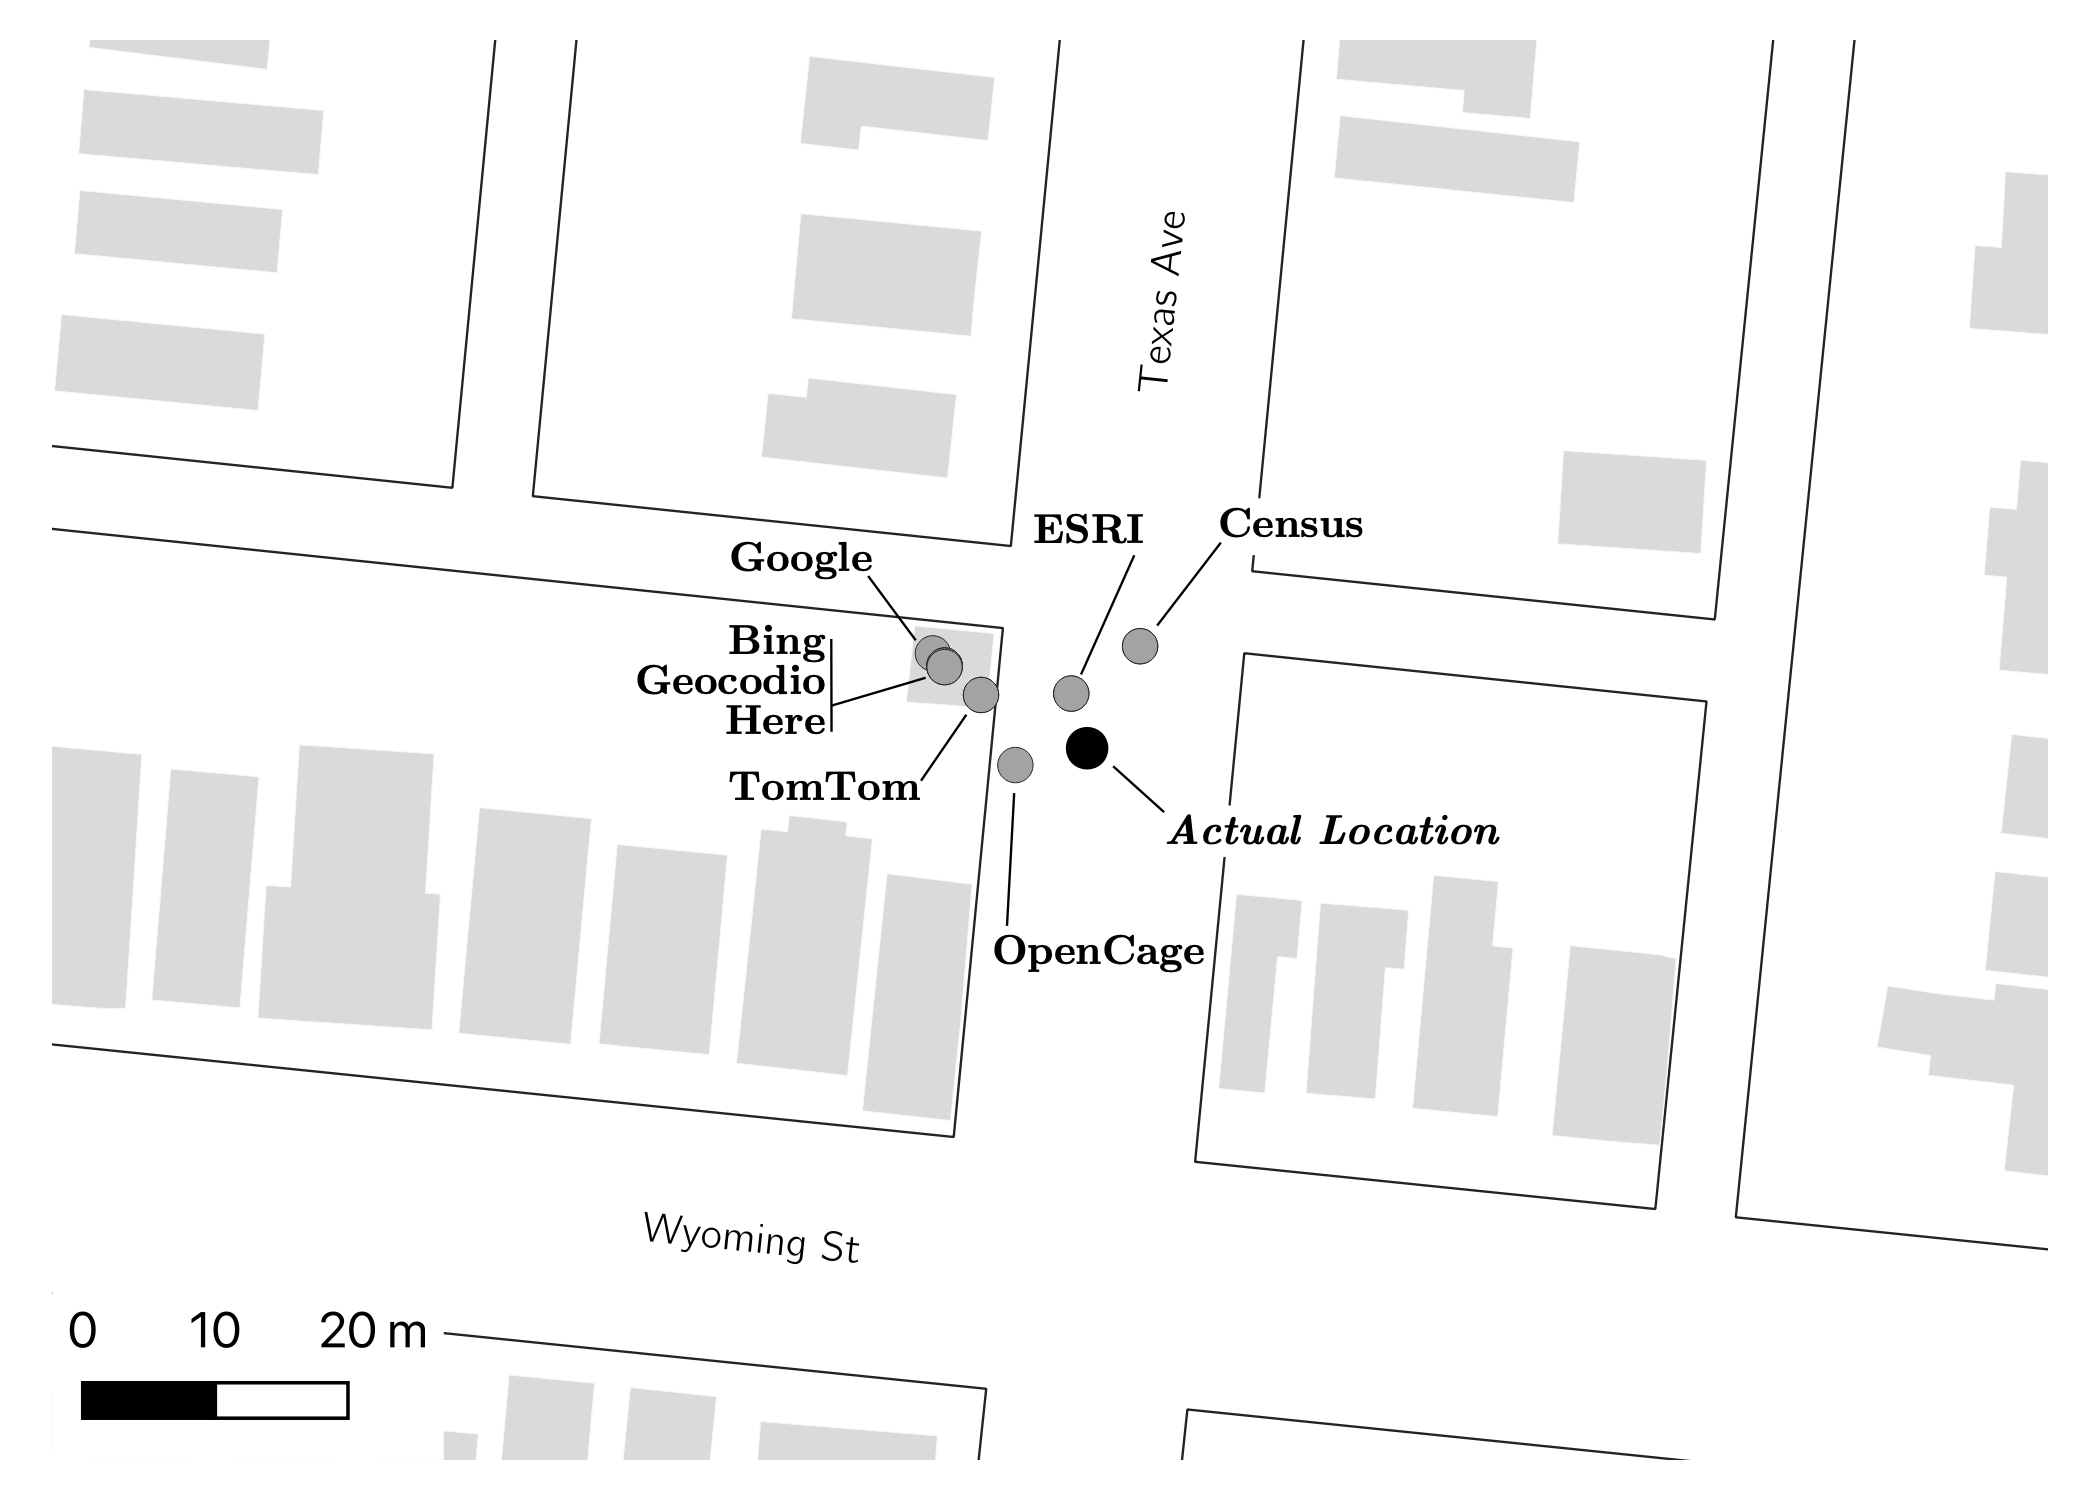 Texas Ave
ESRI
Census
Google
Bing
Geocodio
Here
TomTom
Actual Location
OpenCage
Wyoming St
0 10 20 m